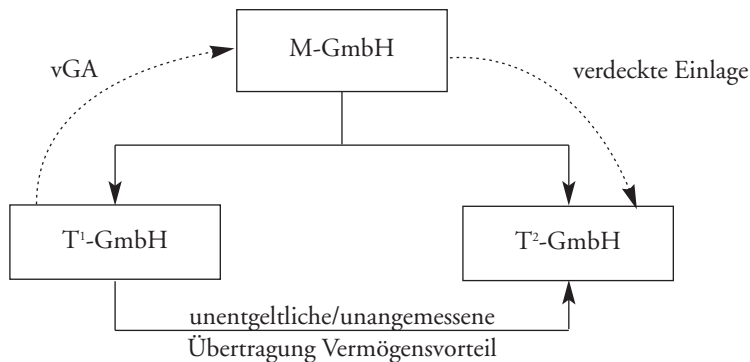 M-GmbH
vGA
verdeckte Einlage
T¹-GmbH
T²-GmbH
unentgeltliche/unangemessene
Übertragung Vermögensvorteil